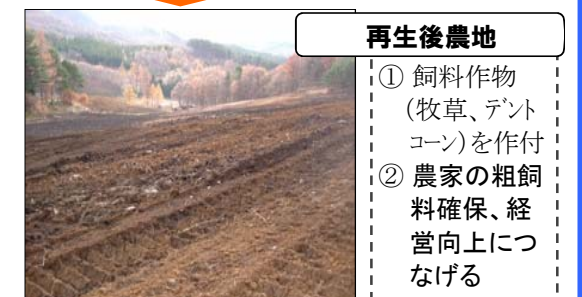 再生後農地
① 飼料作物
(牧草、ﾃﾞﾝﾄ
ｺｰﾝ)を作付
② 農家の粗飼
料確保、経
営向上につ
なげる